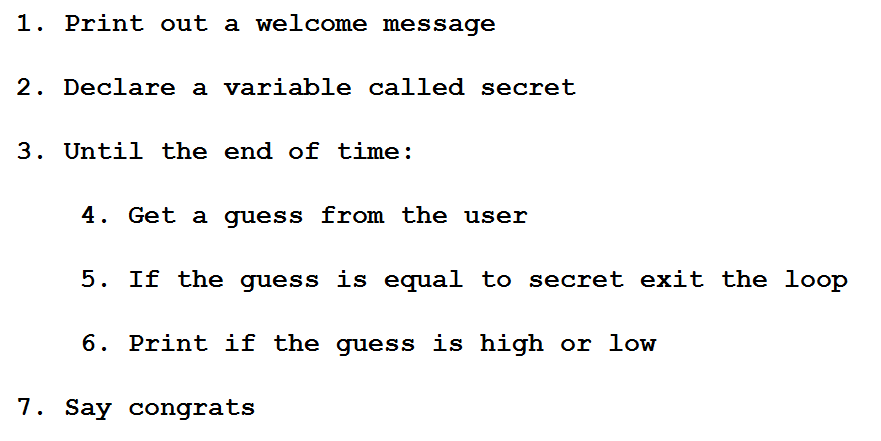 1. Print out a welcome message
2. Declare a variable called secret
3. Until the end of time:
4. Get a guess from the user
5. If the guess is equal to secret exit the loop
6. Print if the guess is high or low
7. Say congrats